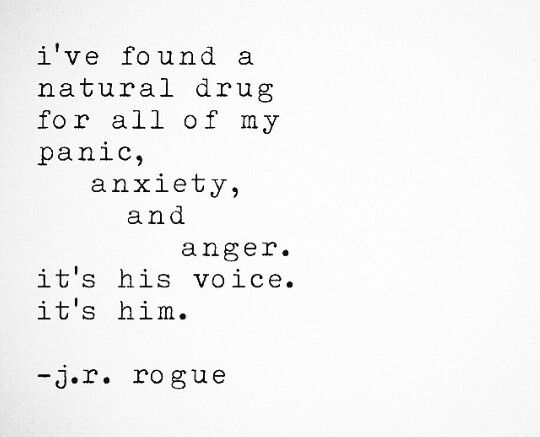 i've found a
natural drug
for all of my
panic,
anxiety,
and
anger.
it's his voice.
it's him.
-j.r. rogue